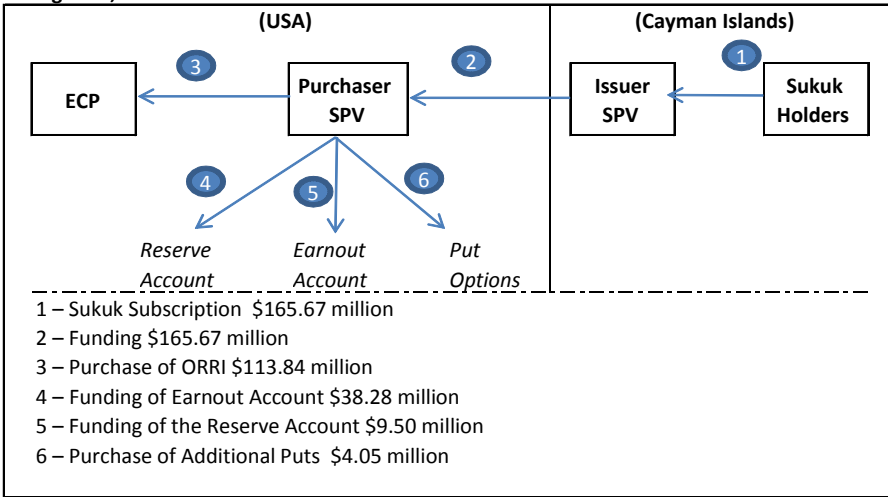 (USA)
(Cayman Islands)
3
2
1
ECP
Purchaser
SPV
Issuer
SPV
Sukuk
Holders
4
5
6
Reserve
Account
Earnout
Account
Put
Options
1 – Sukuk Subscription $165.67 million
2 – Funding $165.67 million
3 – Purchase of ORRI $113.84 million
4 – Funding of Earnout Account $38.28 million
5 – Funding of the Reserve Account $9.50 million
6 – Purchase of Additional Puts $4.05 million